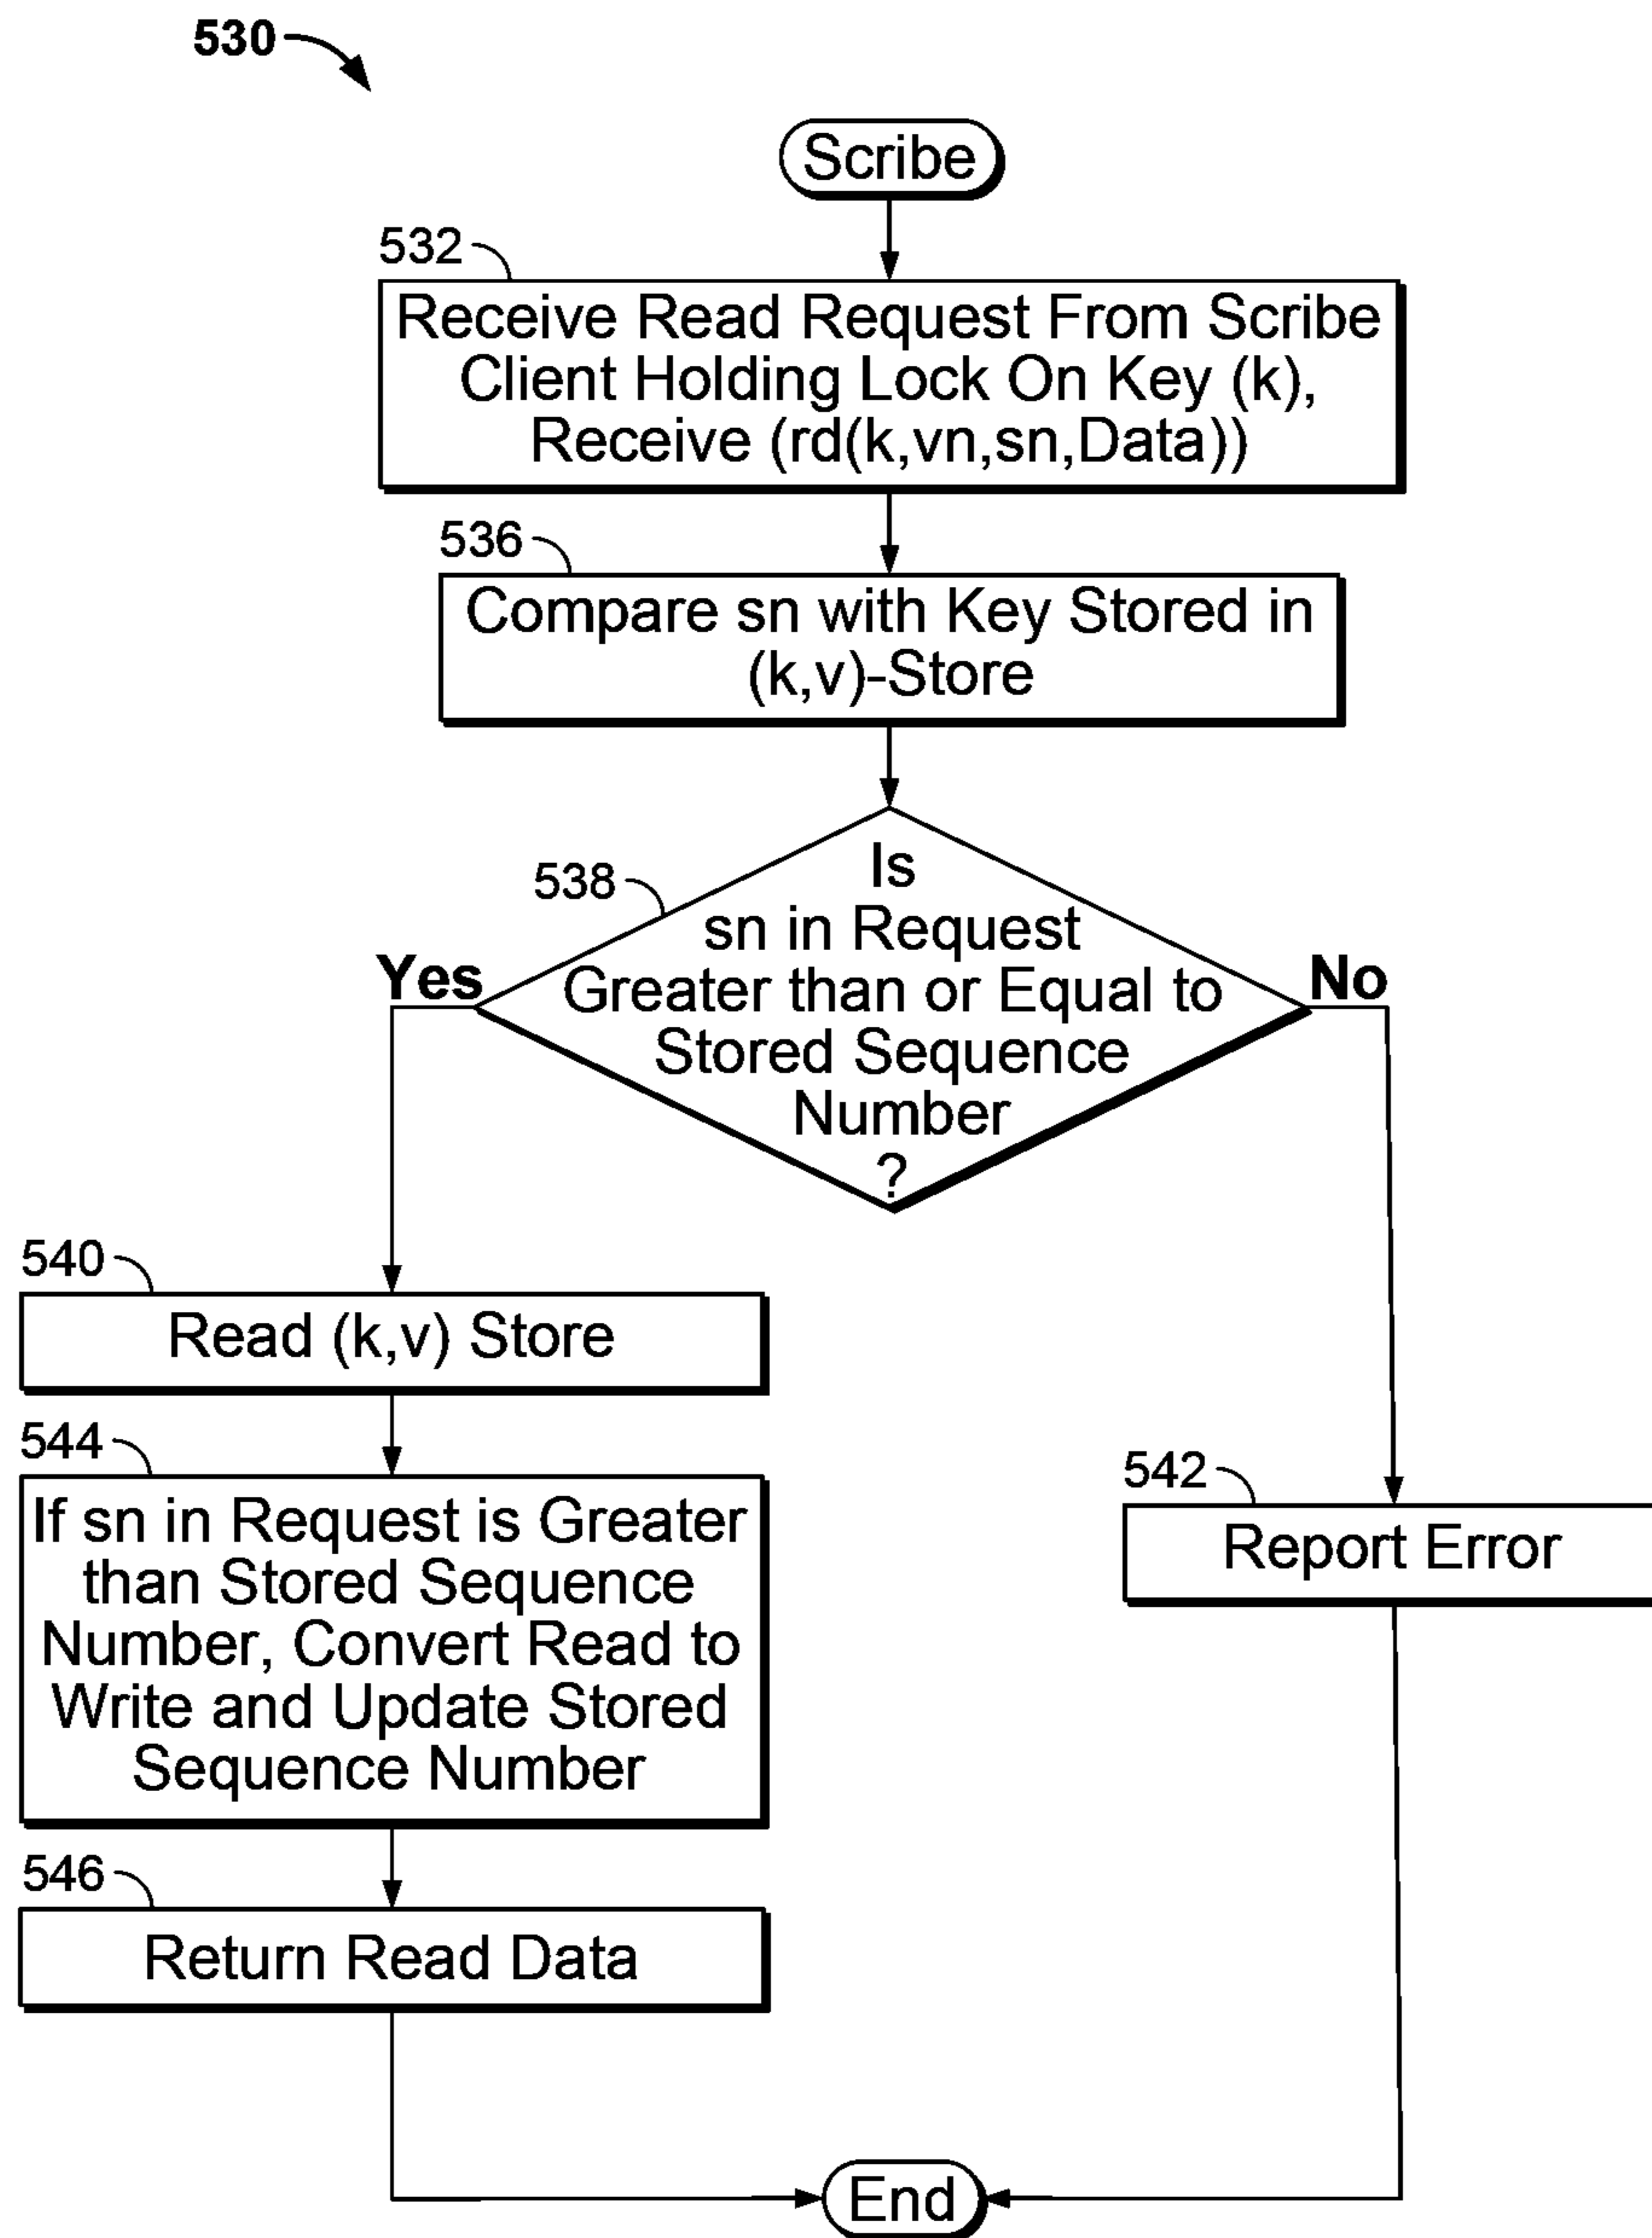 530
Scribe
532
Receive Read Request From Scribe
Client Holding Lock On Key (k),
Receive (rd(k,vn,sn,Data))
536
Compare sn with Key Stored in
(k,v)-Store
538
Is
sn in Request
Greater than or Equal to
Stored Sequence
Number
?
Yes
No
540
Read (k,v) Store
544
If sn in Request is Greater
than Stored Sequence
Number, Convert Read to
Write and Update Stored
Sequence Number
542
Report Error
546
Return Read Data
End